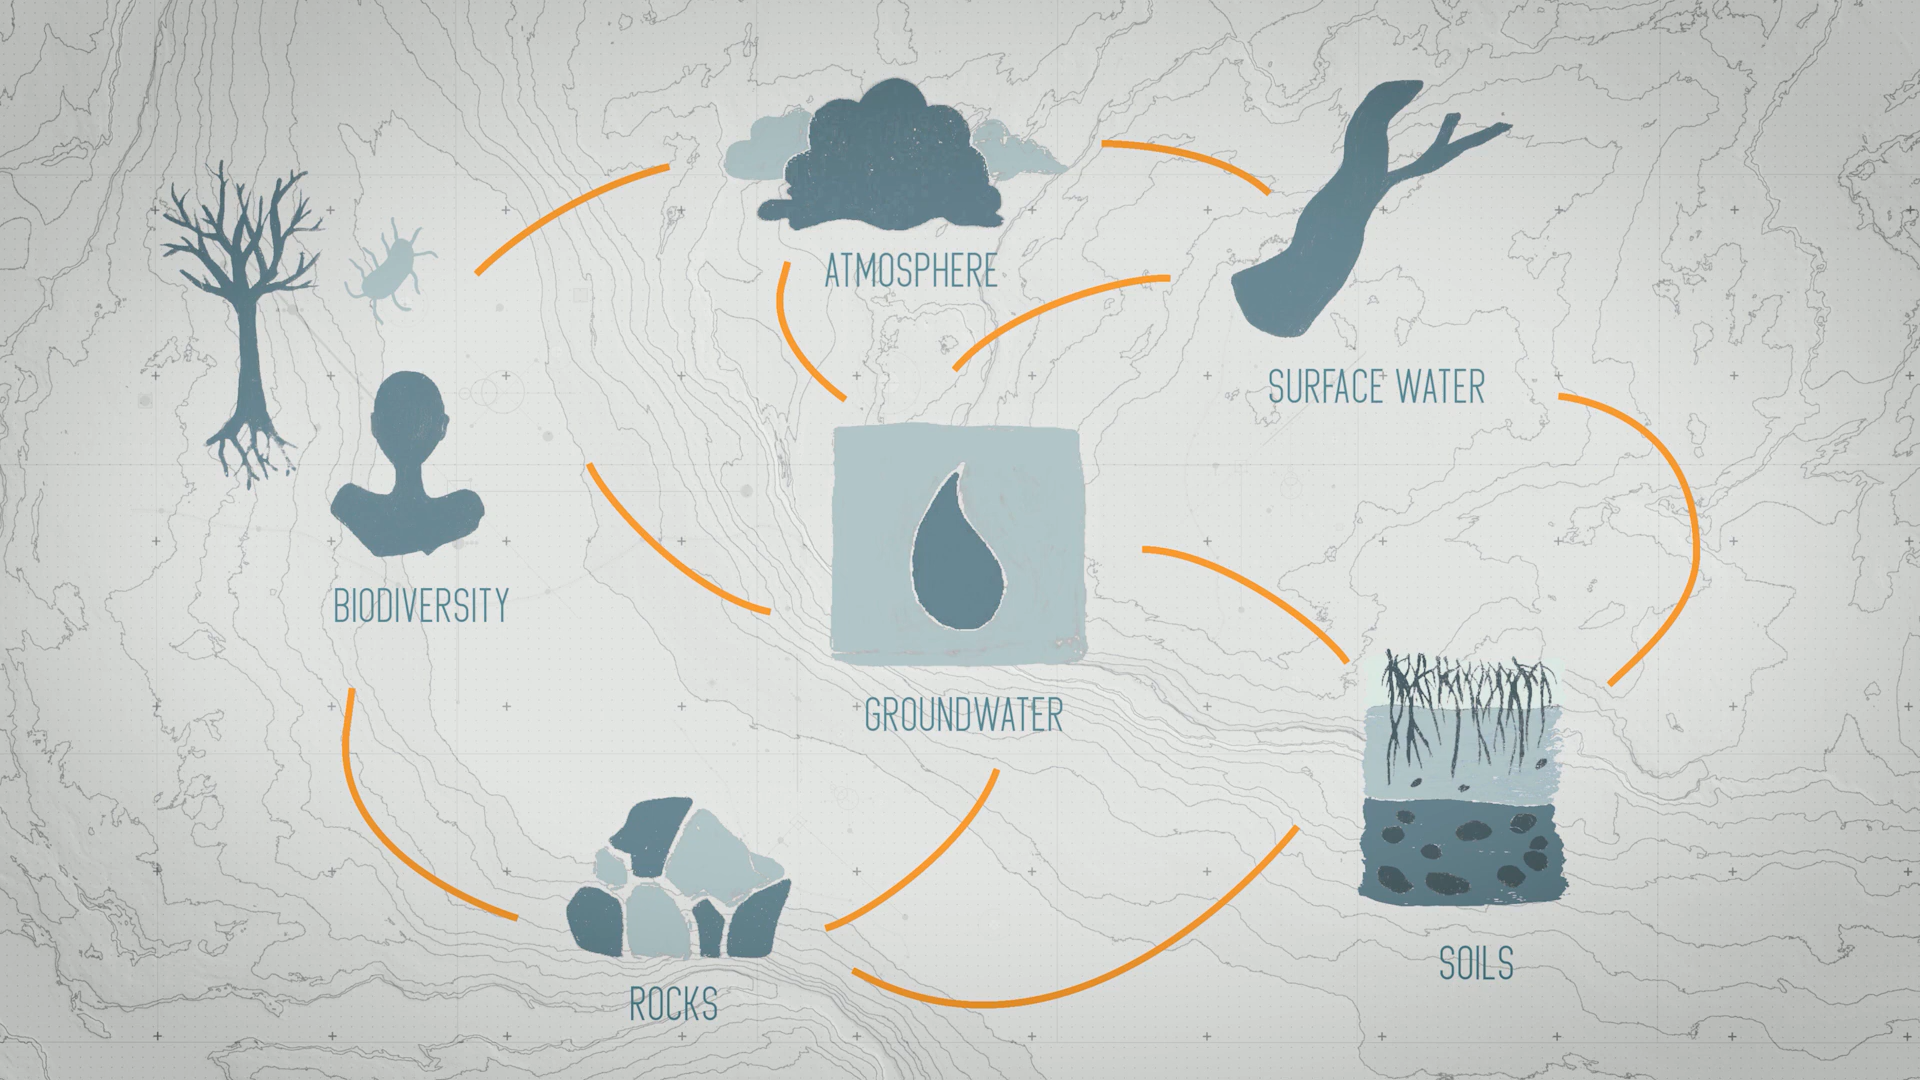 ATMOSPHERE
SURFACE WATER
BIODIVERSITY
GROUNDWATER
SOILS
ROCKS